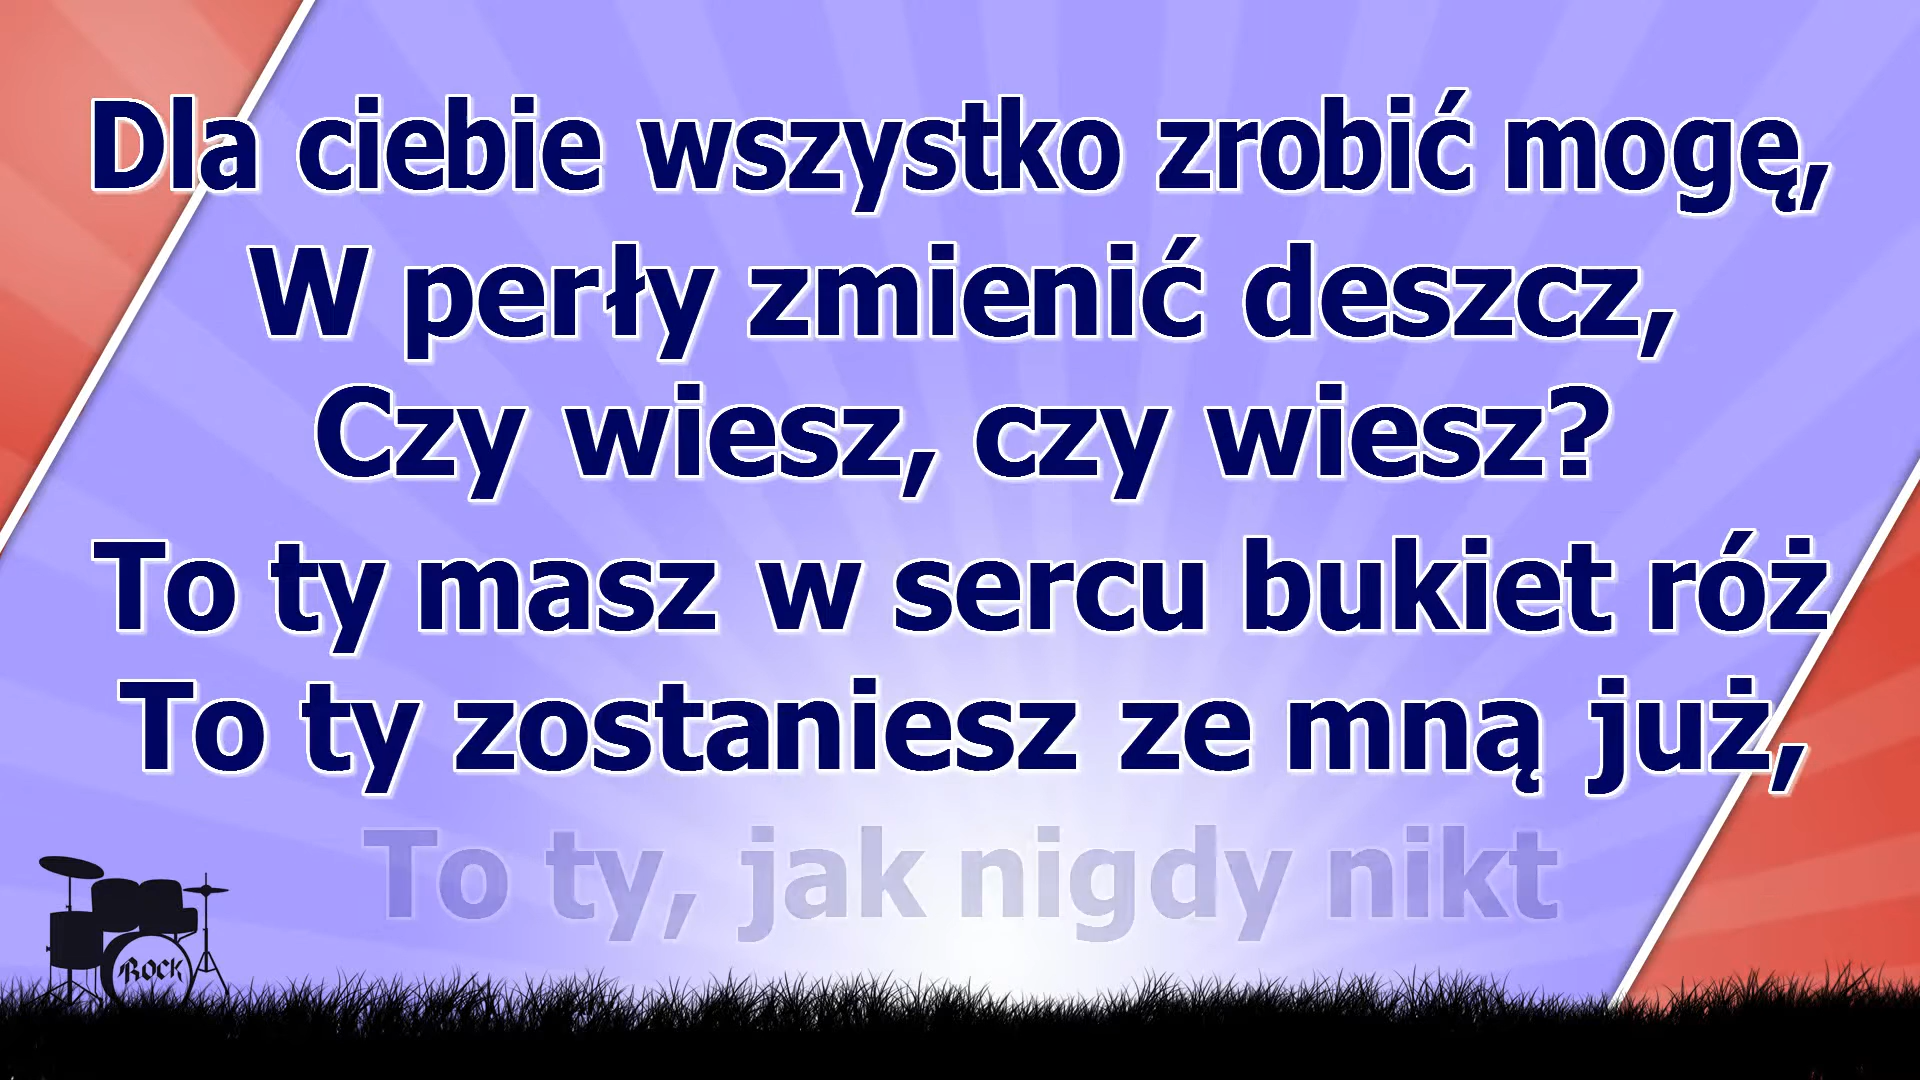 Dla ciebie wszystko zrobić mogę,
W perły zmienić deszcz,
Czy wiesz, czy wiesz?
To ty masz w sercu bukiet róż
To ty zostaniesz ze mną już,
To ty, jak nigdy nikt
ROCK